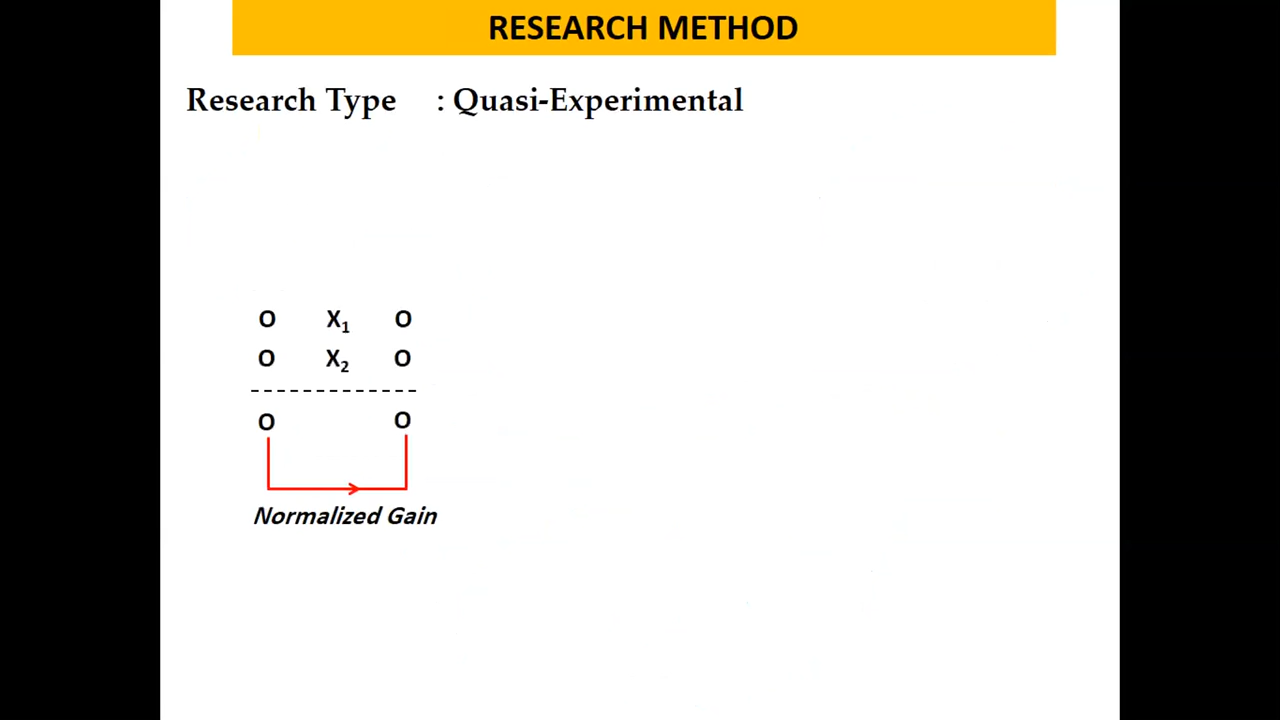 RESEARCH METHOD
Research Type : Quasi-Experimental
O X₁ O
O X₂ O
-------------
O O
Normalized Gain